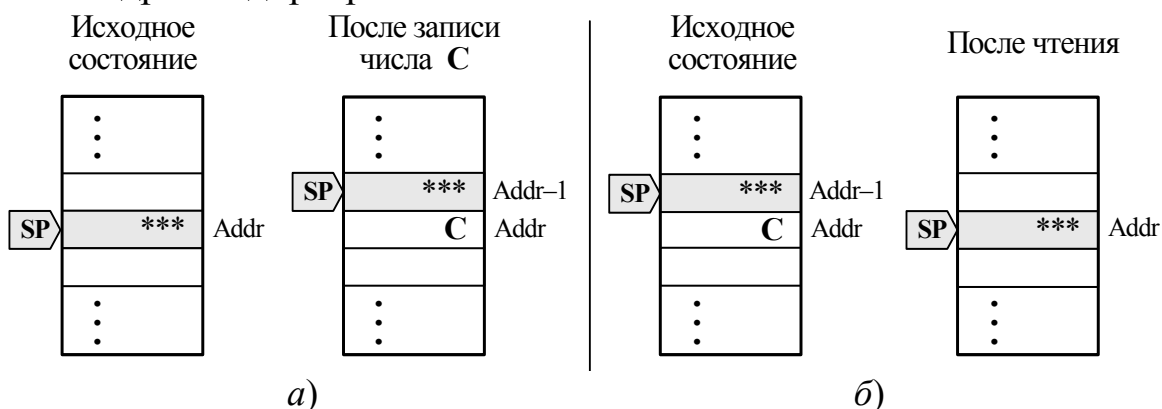 Исходное
состояние
После записи
числа C
Исходное
состояние
После чтения
SP
*** Addr
SP
*** Addr–1
C Addr
SP
*** Addr–1
C Addr
SP
*** Addr
а)
б)